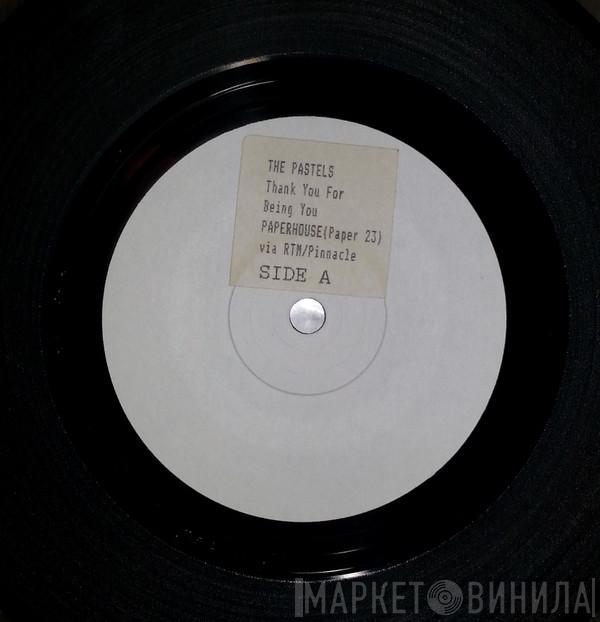 THE PASTELS
Thank You For
Being You
PAPERHOUSE(Paper 23)
via RTM/Pinnacle
SIDE A
МАРКЕТ ВИНИЛА